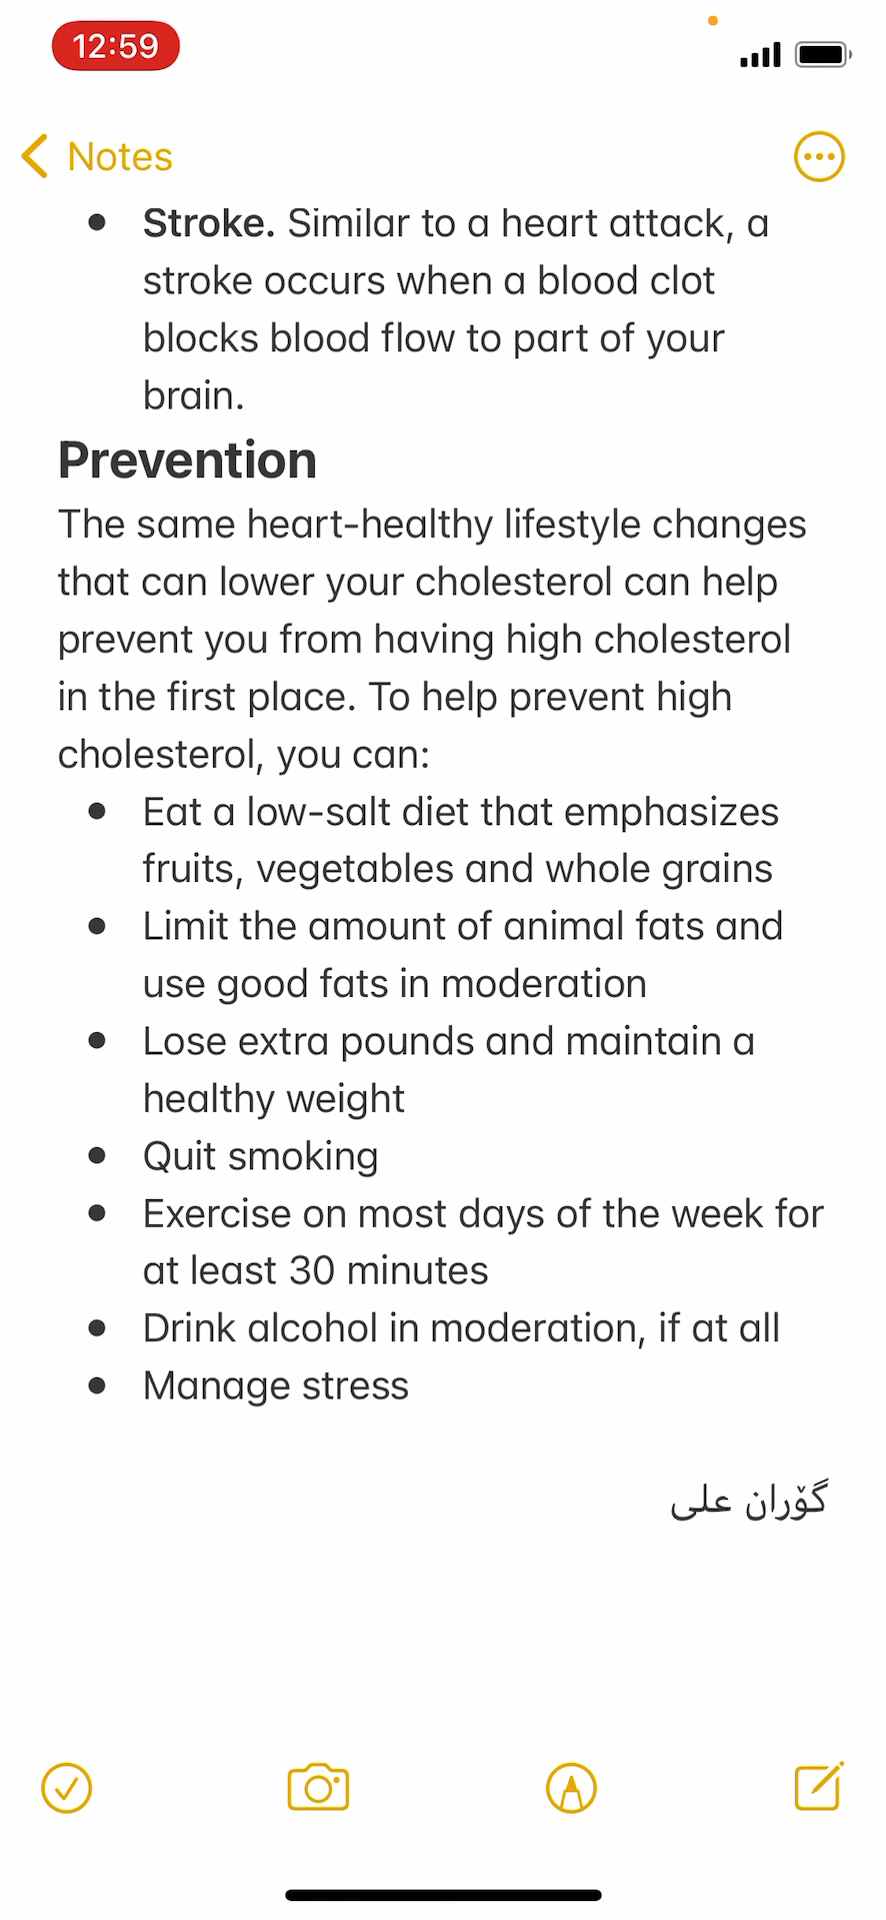 12:59
Notes
• Stroke. Similar to a heart attack, a
stroke occurs when a blood clot
blocks blood flow to part of your
brain.
Prevention
The same heart-healthy lifestyle changes
that can lower your cholesterol can help
prevent you from having high cholesterol
in the first place. To help prevent high
cholesterol, you can:
• Eat a low-salt diet that emphasizes
fruits, vegetables and whole grains
• Limit the amount of animal fats and
use good fats in moderation
• Lose extra pounds and maintain a
healthy weight
• Quit smoking
• Exercise on most days of the week for
at least 30 minutes
• Drink alcohol in moderation, if at all
• Manage stress
گۆران علی